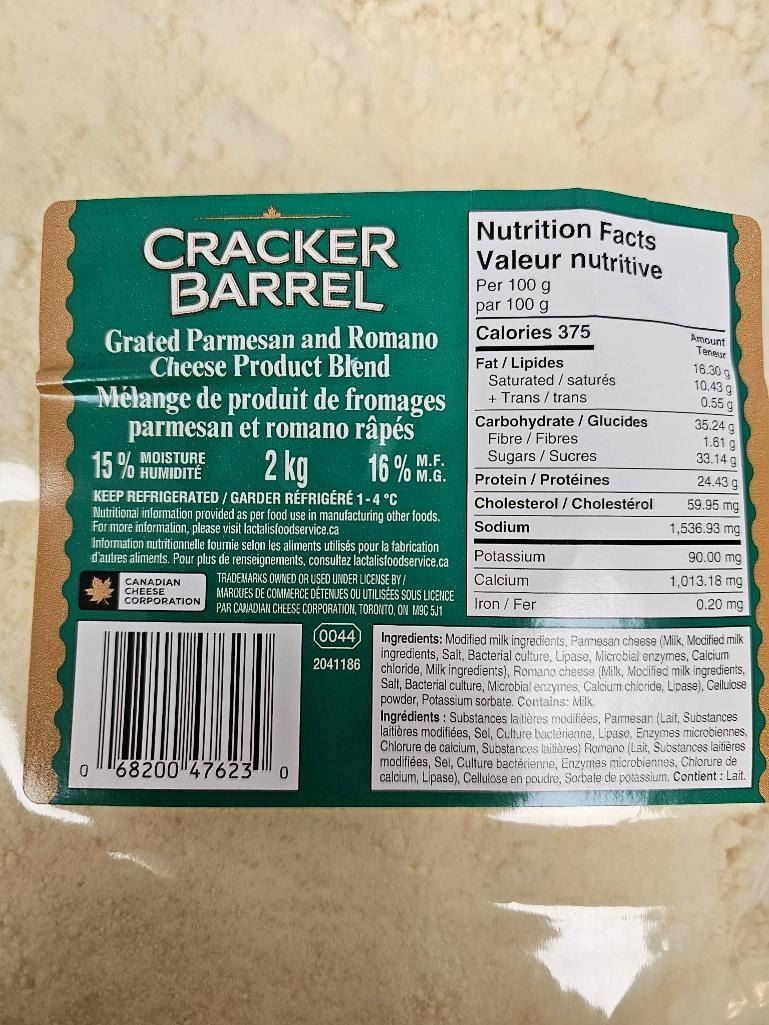 CRACKER
BARREL
Grated Parmesan and Romano
Cheese Product Blend
Mélange de produit de fromages
parmesan et romano râpés
15 % MOISTURE
HUMIDITÉ
2 kg
16 % M.F.
M.G.
KEEP REFRIGERATED / GARDER RÉFRIGÉRÉ 1-4 °C
Nutritional information provided as per food use in manufacturing other foods.
For more information, please visit lactalisfoodservice.ca
Information nutritionnelle fournie selon les aliments utilisés pour la fabrication
d'autres aliments. Pour plus de renseignements, consultez lactalisfoodservice.ca
CANADIAN
CHEESE
CORPORATION
TRADEMARKS OWNED OR USED UNDER LICENSE BY /
MARQUES DE COMMERCE DÉTENUES OU UTILISÉES SOUS LICENCE
PAR CANADIAN CHEESE CORPORATION, TORONTO, ON M9C 5J1
0044
2041186
0 68200 47623 0
Nutrition Facts
Valeur nutritive
Per 100 g
par 100 g
Calories 375
Amount
Teneur
Fat / Lipides 16.30 g
Saturated / saturés 10.43 g
+ Trans / trans 0.55 g
Carbohydrate / Glucides 35.24 g
Fibre / Fibres 1.61 g
Sugars / Sucres 33.14 g
Protein / Protéines 24.43 g
Cholesterol / Cholestérol 59.95 mg
Sodium 1,536.93 mg
Potassium 90.00 mg
Calcium 1,013.18 mg
Iron / Fer 0.20 mg
Ingredients: Modified milk ingredients, Parmesan cheese (Milk, Modified milk
ingredients, Salt, Bacterial culture, Lipase, Microbial enzymes, Calcium
chloride, Milk ingredients), Romano cheese (Milk, Modified milk ingredients,
Salt, Bacterial culture, Microbial enzymes, Calcium chloride, Lipase), Cellulose
powder, Potassium sorbate. Contains: Milk.
Ingrédients : Substances laitières modifiées, Parmesan (Lait, Substances
laitières modifiées, Sel, Culture bactérienne, Lipase, Enzymes microbiennes,
Chlorure de calcium, Substances laitières) Romano (Lait, Substances laitières
modifiées, Sel, Culture bactérienne, Enzymes microbiennes, Chlorure de
calcium, Lipase), Cellulose en poudre, Sorbate de potassium. Contient : Lait.